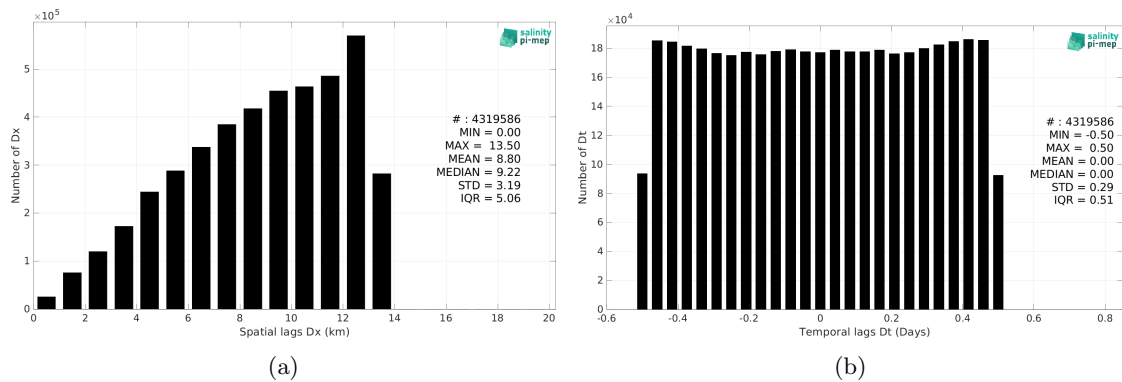 ×10⁵
5
4
3
2
1
0
Number of Dx
0 2 4 6 8 10 12 14 16 18 20
Spatial lags Dx (km)
salinity
pi-mep
# : 4319586
MIN = 0.00
MAX = 13.50
MEAN = 8.80
MEDIAN = 9.22
STD = 3.19
IQR = 5.06
(a)
×10⁴
18
16
14
12
10
8
6
4
2
0
Number of Dt
-0.6 -0.4 -0.2 0 0.2 0.4 0.6 0.8
Temporal lags Dt (Days)
salinity
pi-mep
# : 4319586
MIN = -0.50
MAX = 0.50
MEAN = 0.00
MEDIAN = 0.00
STD = 0.29
IQR = 0.51
(b)